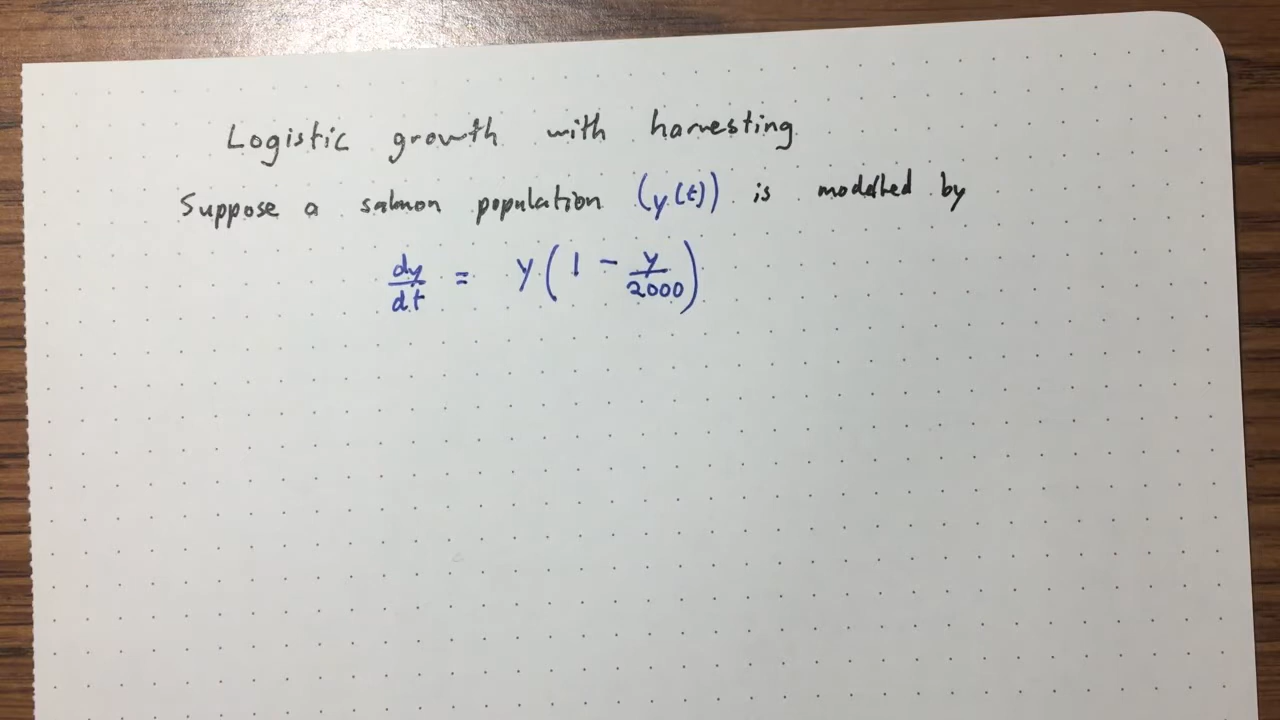 Logistic growth with harvesting
Suppose a salmon population (y(t)) is modelled by
dy/dt = y(1 - y/2000)